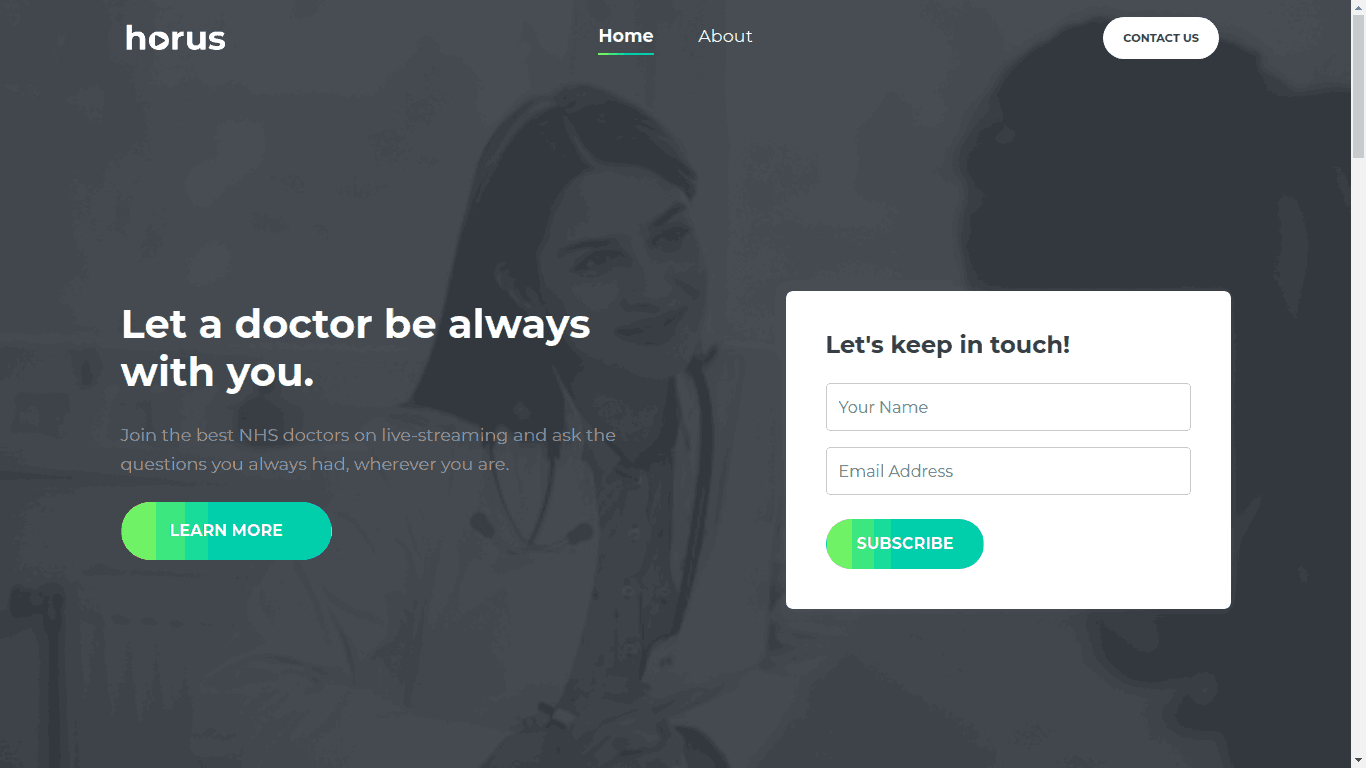 horus
Home
About
CONTACT US
Let a doctor be always
with you.
Join the best NHS doctors on live-streaming and ask the
questions you always had, wherever you are.
LEARN MORE
Let's keep in touch!
Your Name
Email Address
SUBSCRIBE